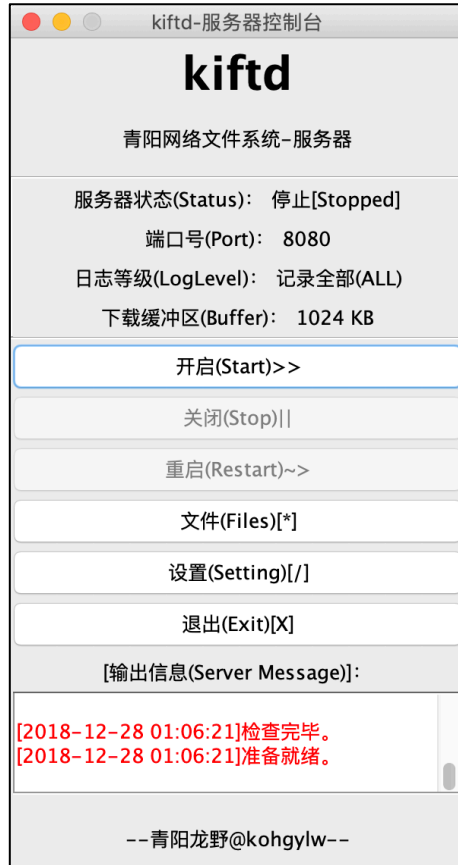 kiftd-服务器控制台
kiftd
青阳网络文件系统-服务器
服务器状态(Status)： 停止[Stopped]
端口号(Port)： 8080
日志等级(LogLevel)： 记录全部(ALL)
下载缓冲区(Buffer)： 1024 KB
开启(Start)>>
关闭(Stop)||
重启(Restart)~>
文件(Files)[*]
设置(Setting)[/]
退出(Exit)[X]
[输出信息(Server Message)]：
[2018-12-28 01:06:21]检查完毕。
[2018-12-28 01:06:21]准备就绪。
--青阳龙野@kohgylw--